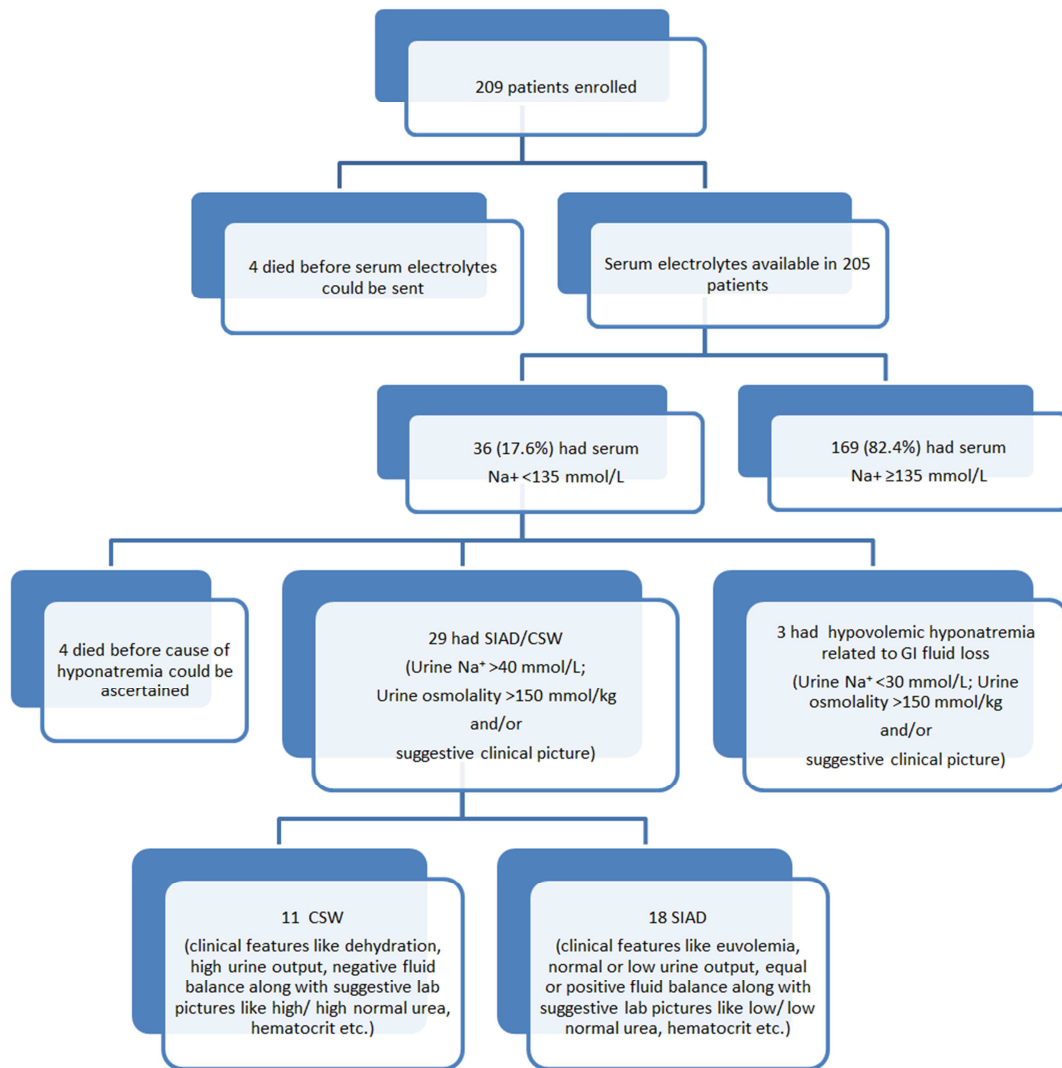 209 patients enrolled
4 died before serum electrolytes
could be sent
Serum electrolytes available in 205
patients
36 (17.6%) had serum
Na+ <135 mmol/L
169 (82.4%) had serum
Na+ ≥135 mmol/L
4 died before cause of
hyponatremia could be
ascertained
29 had SIAD/CSW
(Urine Na⁺ >40 mmol/L;
Urine osmolality >150 mmol/kg
and/or
suggestive clinical picture)
3 had hypovolemic hyponatremia
related to GI fluid loss
(Urine Na⁺ <30 mmol/L; Urine
osmolality >150 mmol/kg
and/or
suggestive clinical picture)
11 CSW
(clinical features like dehydration,
high urine output, negative fluid
balance along with suggestive lab
pictures like high/ high normal urea,
hematocrit etc.)
18 SIAD
(clinical features like euvolemia,
normal or low urine output, equal
or positive fluid balance along with
suggestive lab pictures like low/ low
normal urea, hematocrit etc.)